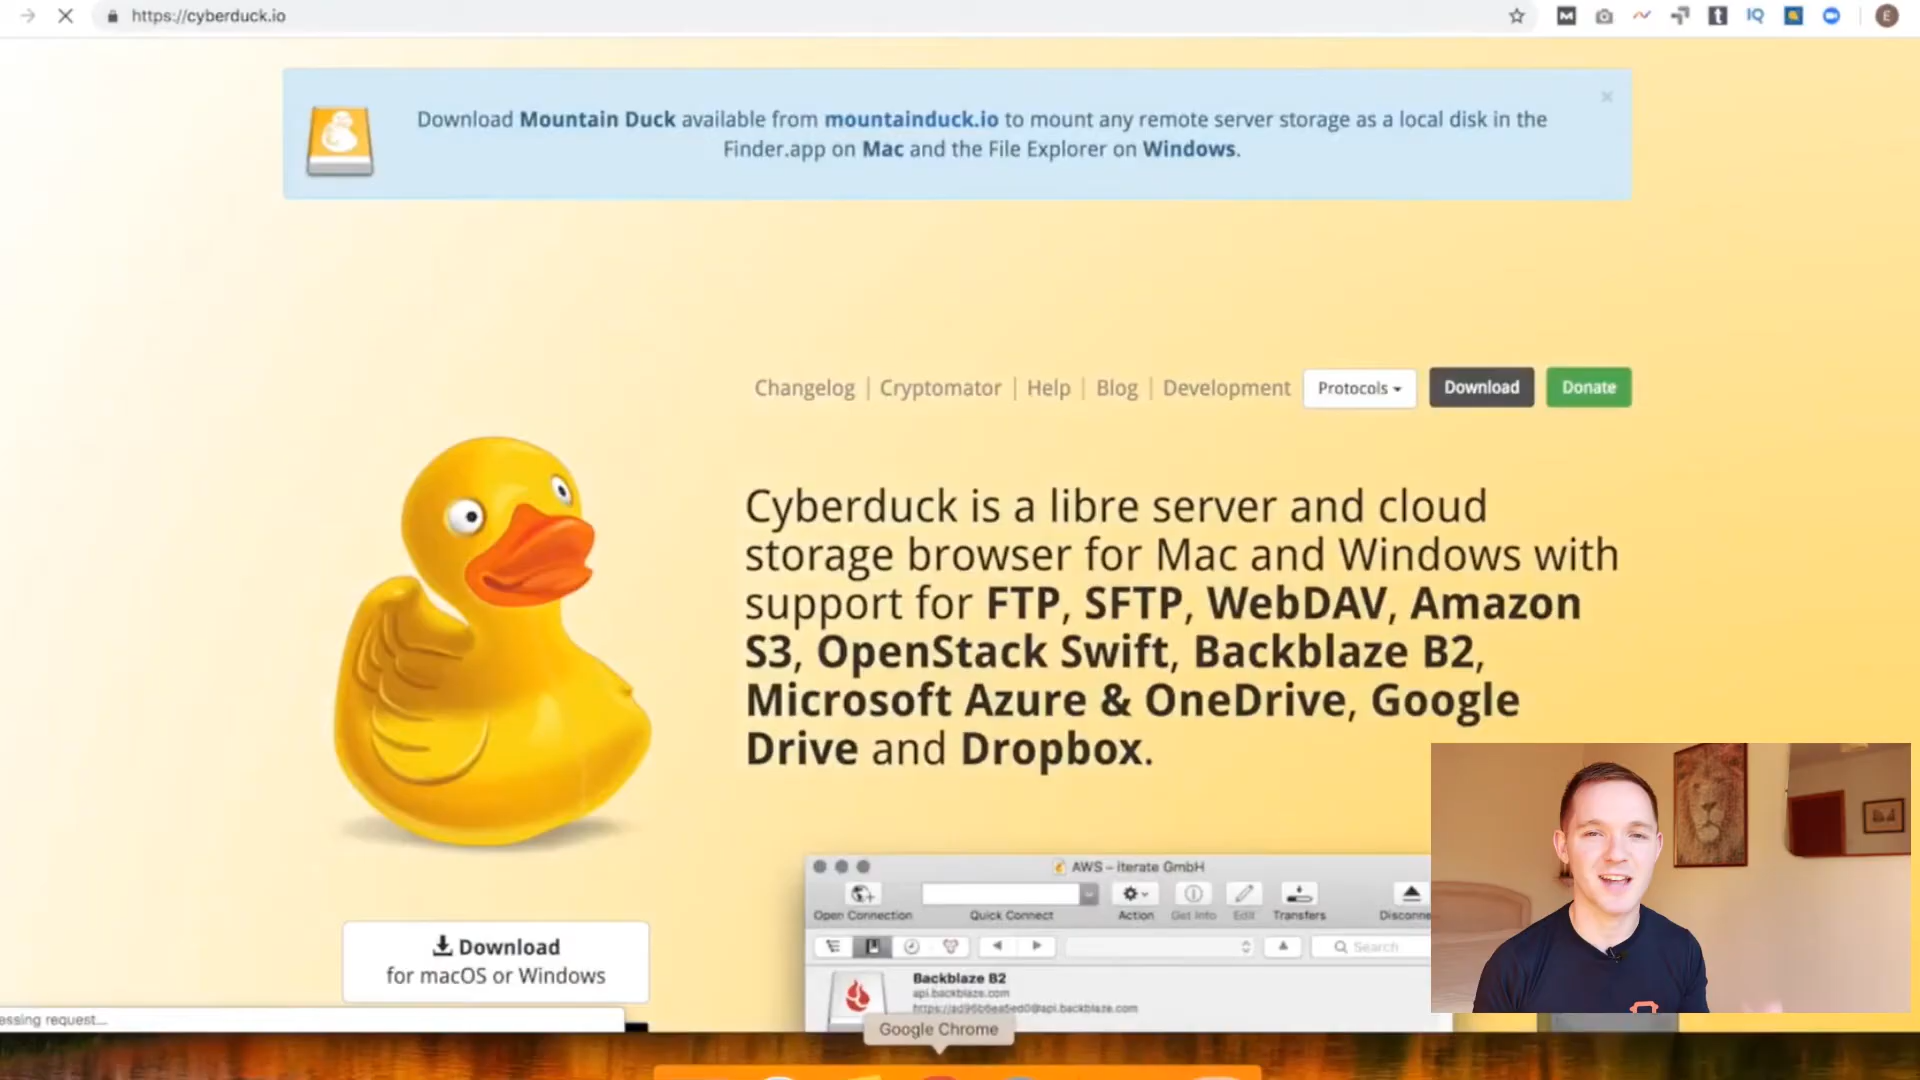 https://cyberduck.io
Download Mountain Duck available from mountainduck.io to mount any remote server storage as a local disk in the
Finder.app on Mac and the File Explorer on Windows.
Changelog | Cryptomator | Help | Blog | Development
Protocols
Download
Donate
Cyberduck is a libre server and cloud
storage browser for Mac and Windows with
support for FTP, SFTP, WebDAV, Amazon
S3, OpenStack Swift, Backblaze B2,
Microsoft Azure & OneDrive, Google
Drive and Dropbox.
Download
for macOS or Windows
AWS – iterate GmbH
Open Connection
Quick Connect
Action
Get Info
Edit
Transfers
Disconne
Search
Backblaze B2
api.backblaze.com
essing request...
Google Chrome